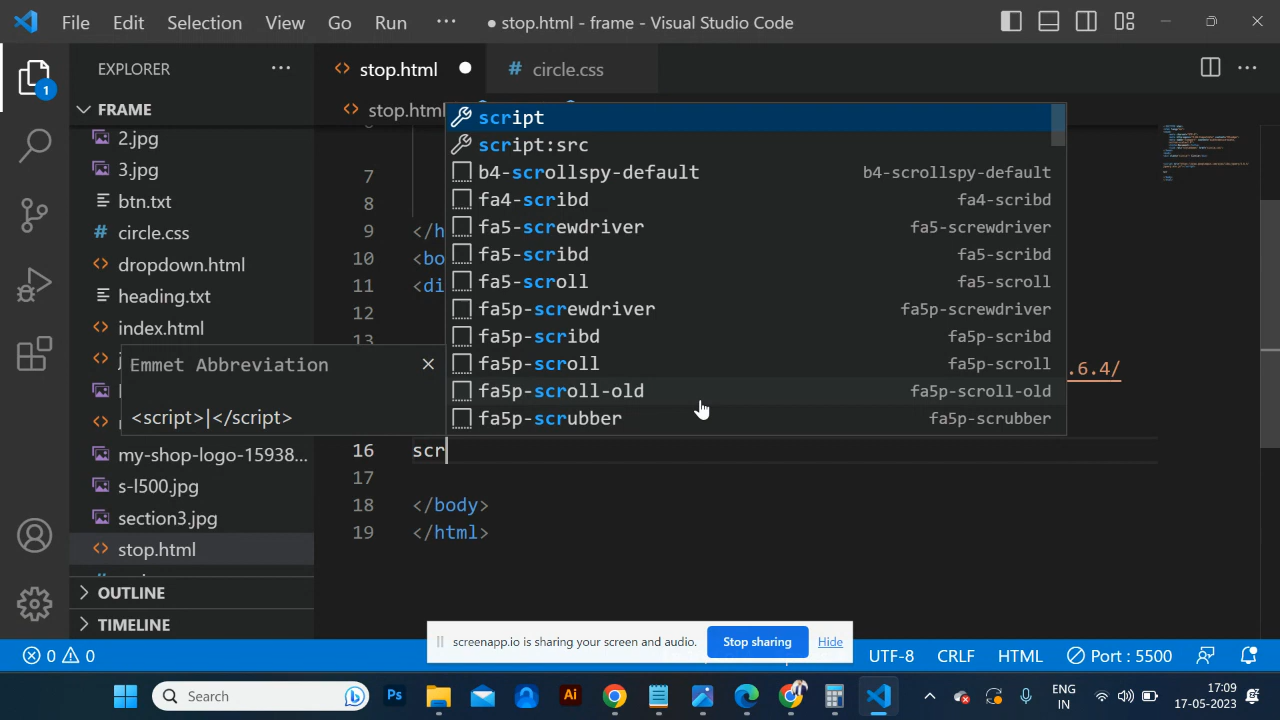 File Edit Selection View Go Run ··· ● stop.html - frame - Visual Studio Code
EXPLORER ···
<> stop.html ●
# circle.css
···
1
FRAME
2.jpg
3.jpg
btn.txt
# circle.css
<> dropdown.html
heading.txt
<> index.html
my-shop-logo-15938...
s-l500.jpg
section3.jpg
<> stop.html
OUTLINE
TIMELINE
<> stop.html
7
8
9 </h
10 <bo
11 <di
12
13
.6.4/
16 scr
17
18 </body>
19 </html>
script
script:src
b4-scrollspy-default b4-scrollspy-default
fa4-scribd fa4-scribd
fa5-screwdriver fa5-screwdriver
fa5-scribd fa5-scribd
fa5-scroll fa5-scroll
fa5p-screwdriver fa5p-screwdriver
fa5p-scribd fa5p-scribd
fa5p-scroll fa5p-scroll
fa5p-scroll-old fa5p-scroll-old
fa5p-scrubber fa5p-scrubber
Emmet Abbreviation ×
<script>|</script>
screenapp.io is sharing your screen and audio. Stop sharing Hide
0 0 UTF-8 CRLF HTML Port : 5500
Search Ps Ai ENG IN 17:09 17-05-2023